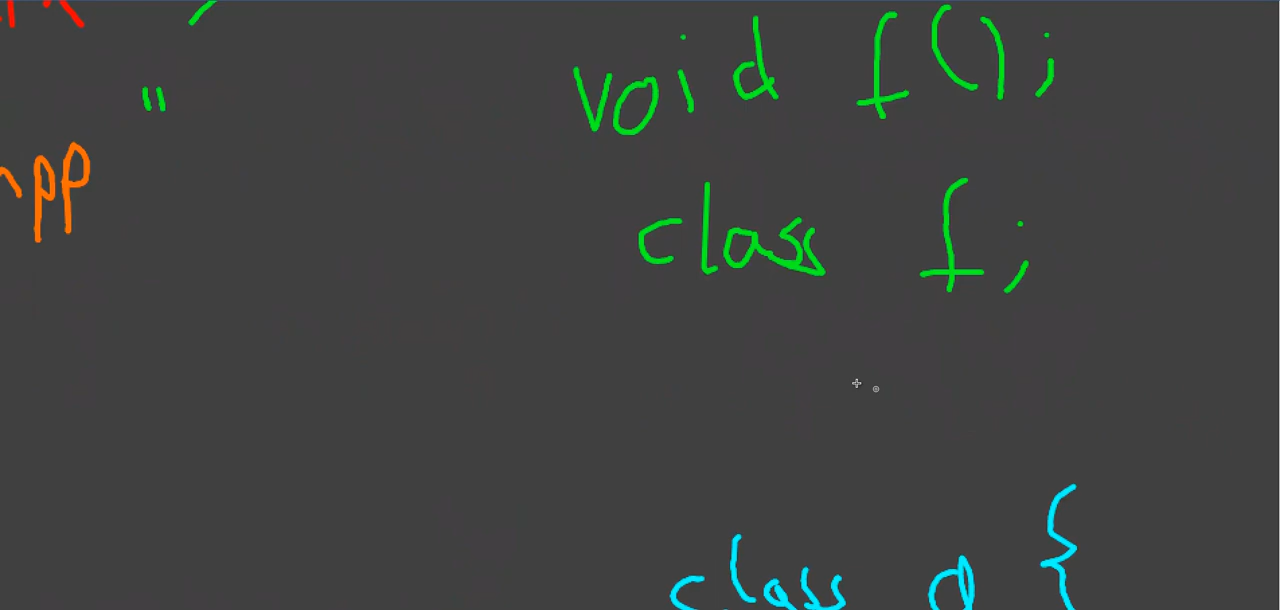 void f();
"
pp
class f;
class
{